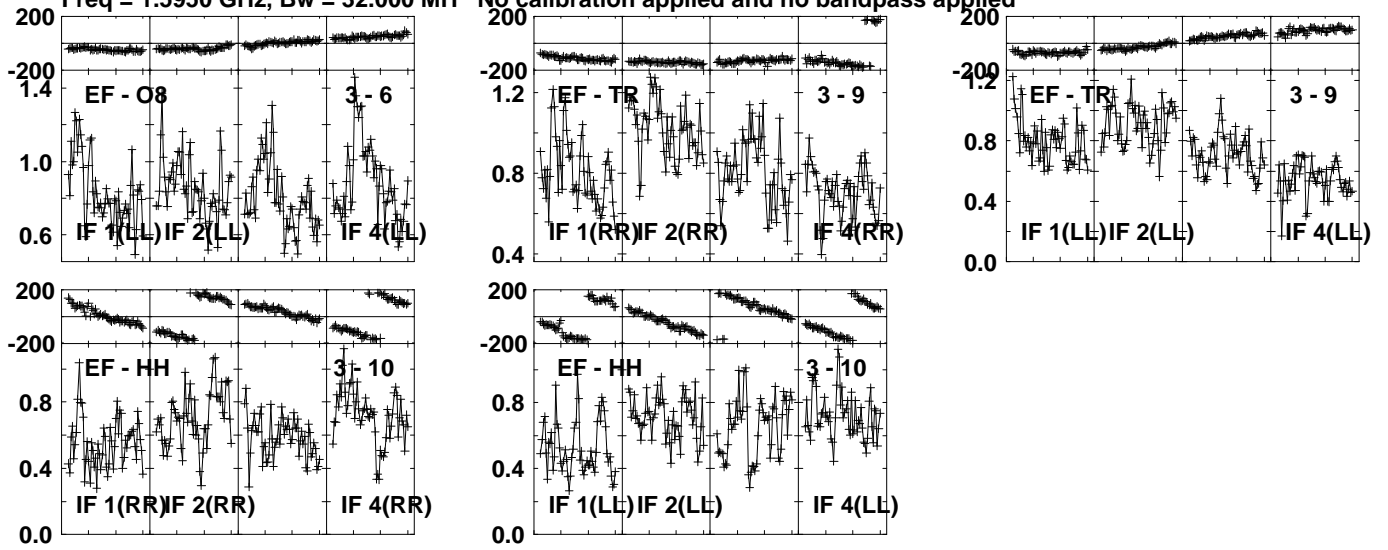 Freq = 1.5950 GHz, Bw = 32.000 MH No calibration applied and no bandpass applied
200
-200
1.4
1.0
0.6
EF - O8
3 - 6
IF 1(LL)
IF 2(LL)
IF 4(LL)
200
-200
1.2
0.8
0.4
EF - TR
3 - 9
IF 1(RR)
IF 2(RR)
IF 4(RR)
200
-200
1.2
0.8
0.4
0.0
EF - TR
3 - 9
IF 1(LL)
IF 2(LL)
IF 4(LL)
200
-200
0.8
0.4
0.0
EF - HH
3 - 10
IF 1(RR)
IF 2(RR)
IF 4(RR)
200
-200
0.8
0.4
0.0
EF - HH
3 - 10
IF 1(LL)
IF 2(LL)
IF 4(LL)